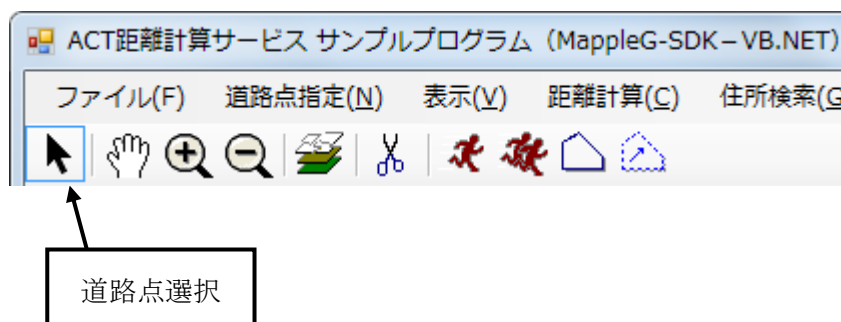 ACT距離計算サービス サンプルプログラム（MappleG-SDK－VB.NET）
ファイル(F) 道路点指定(N) 表示(V) 距離計算(C) 住所検索(G
道路点選択